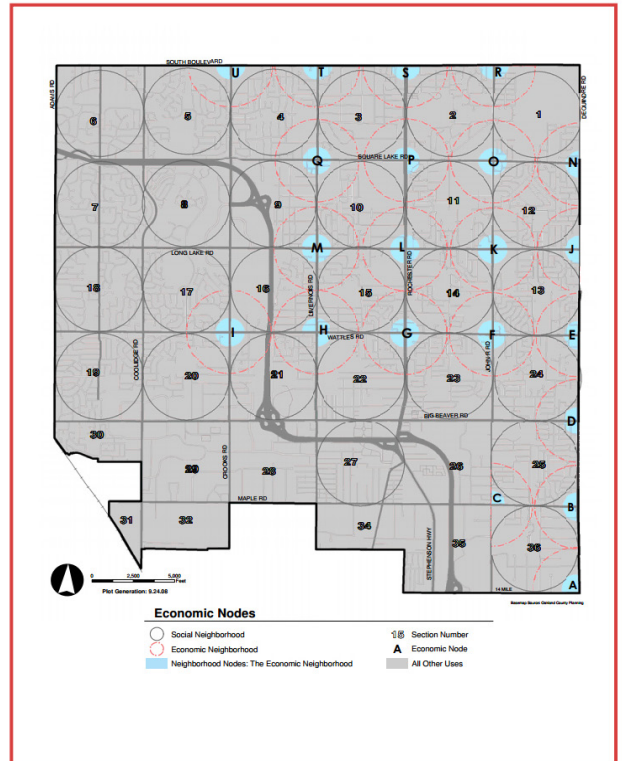 SOUTH BOULEVARD
ADAMS RD
DEQUINDRE RD
U T S R
6 5 4 3 2 1
SQUARE LAKE RD
Q P O N
7 8 9 10 11 12
LONG LAKE RD
M L K J
LIVERNOIS RD
ROCHESTER RD
18 17 16 15 14 13
I H G F E
WATTLES RD
COOLIDGE RD
JOHN R RD
19 20 21 22 23 24
BIG BEAVER RD
D
30 29 28 27 26 25
CROOKS RD
MAPLE RD
C B
31 32 34 35 36
STEPHENSON HWY
14 MILE
A
0 2,500 5,000
Feet
Plot Generation: 9.24.08
Basemap Source: Oakland County Planning
Economic Nodes
Social Neighborhood
15 Section Number
Economic Neighborhood
A Economic Node
Neighborhood Nodes: The Economic Neighborhood
All Other Uses